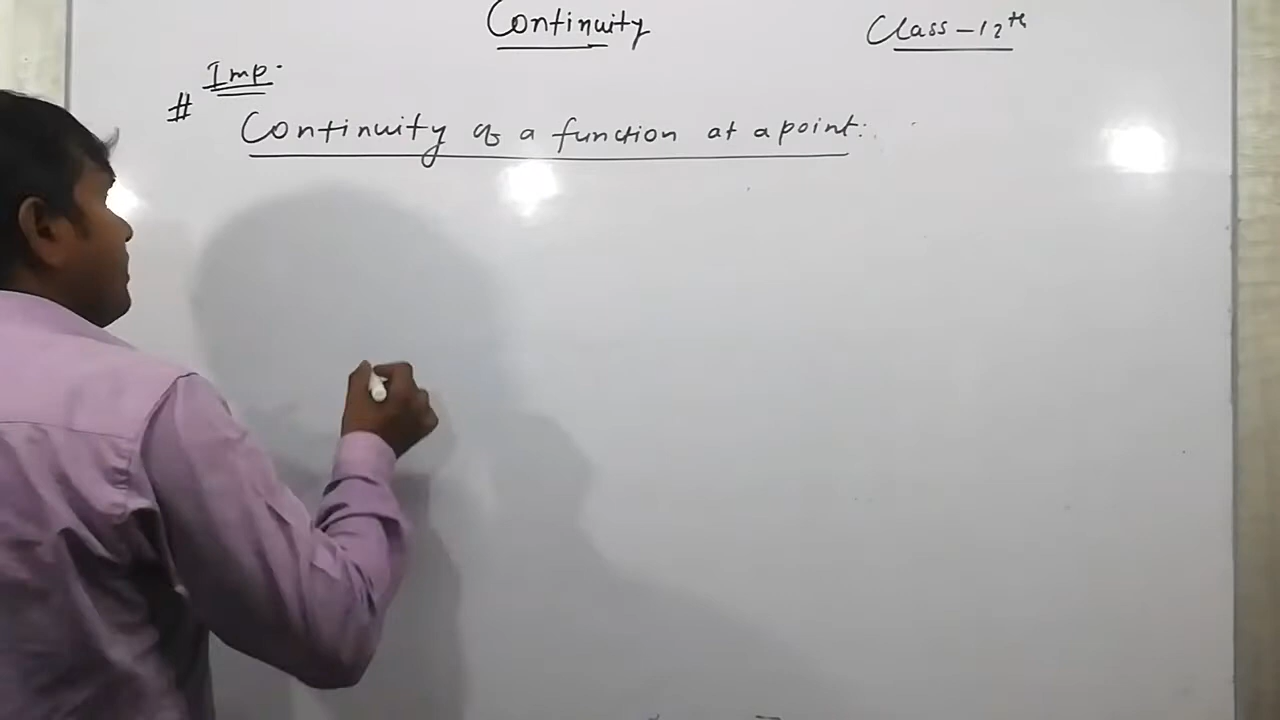 Continuity
Class-12th
Imp.
# Continuity of a function at a point: